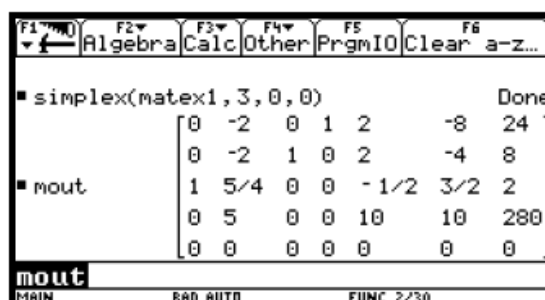 F1 F2 F3 F4 F5 F6
Algebra Calc Other PrgmIO Clear a-z…
simplex(matex1,3,0,0) Done
0 -2 0 1 2 -8 24
0 -2 1 0 2 -4 8
mout 1 5/4 0 0 -1/2 3/2 2
0 5 0 0 10 10 280
0 0 0 0 0 0 0
mout
MAIN RAD AUTO FUNC 2/30